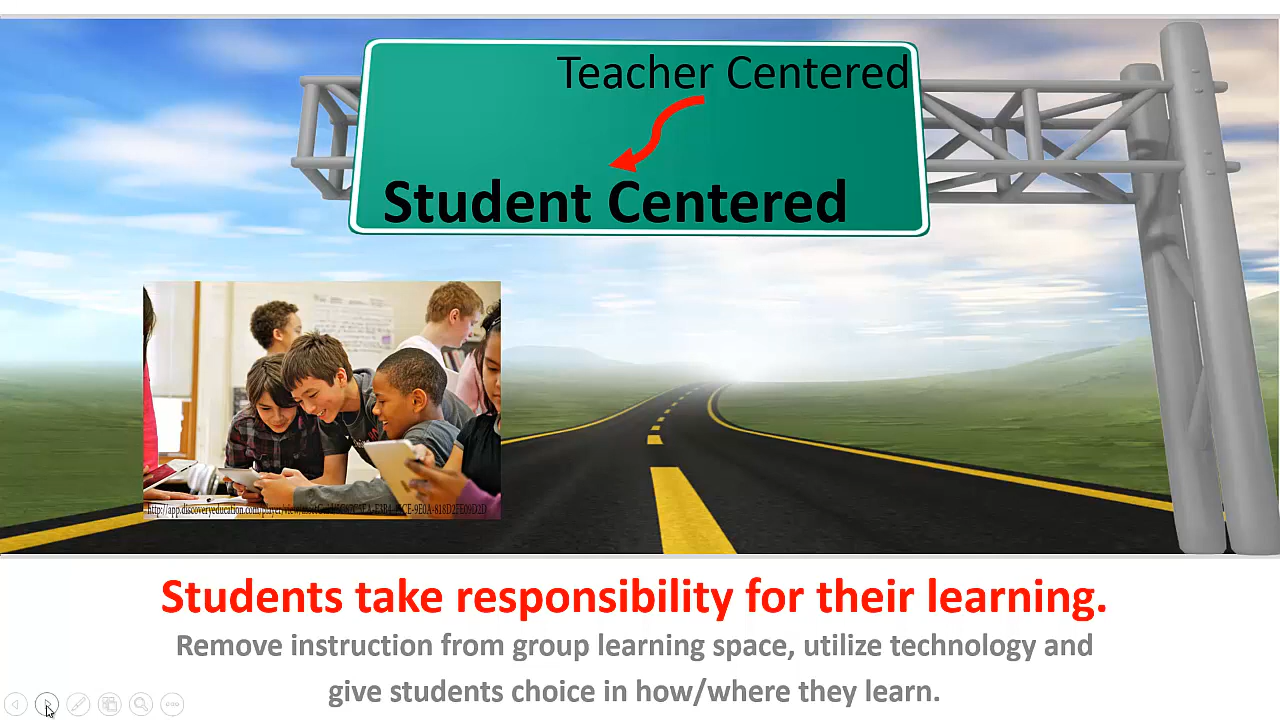 Teacher Centered
Student Centered
Students take responsibility for their learning.
Remove instruction from group learning space, utilize technology and
give students choice in how/where they learn.